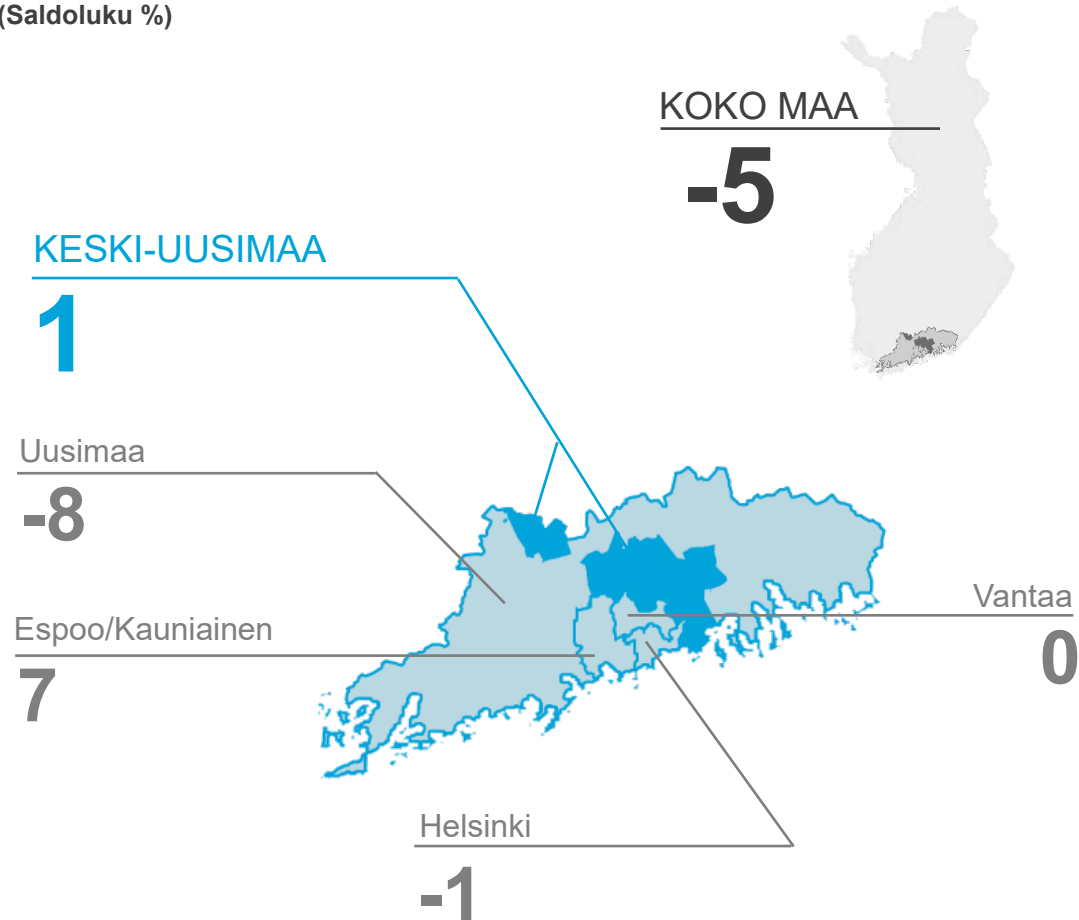 (Saldoluku %)
KOKO MAA
-5
KESKI-UUSIMAA
1
Uusimaa
-8
Vantaa
0
Espoo/Kauniainen
7
Helsinki
-1